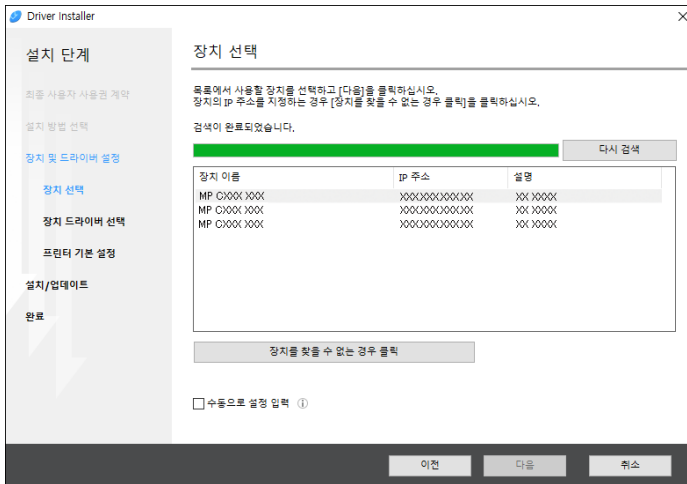 Driver Installer
설치 단계
최종 사용자 사용권 계약
설치 방법 선택
장치 및 드라이버 설정
장치 선택
장치 드라이버 선택
프린터 기본 설정
설치/업데이트
완료
장치 선택
목록에서 사용할 장치를 선택하고 [다음]을 클릭하십시오.
장치의 IP 주소를 지정하는 경우 [장치를 찾을 수 없는 경우 클릭]을 클릭하십시오.
검색이 완료되었습니다.
다시 검색
장치 이름 IP 주소 설명
MP CXXX XXX XXX.XXX.XXX.XX XX XXXX
MP CXXX XXX XXX.XXX.XXX.XX XX XXXX
MP CXXX XXX XXX.XXX.XXX.XX XX XXXX
장치를 찾을 수 없는 경우 클릭
수동으로 설정 입력
이전 다음 취소